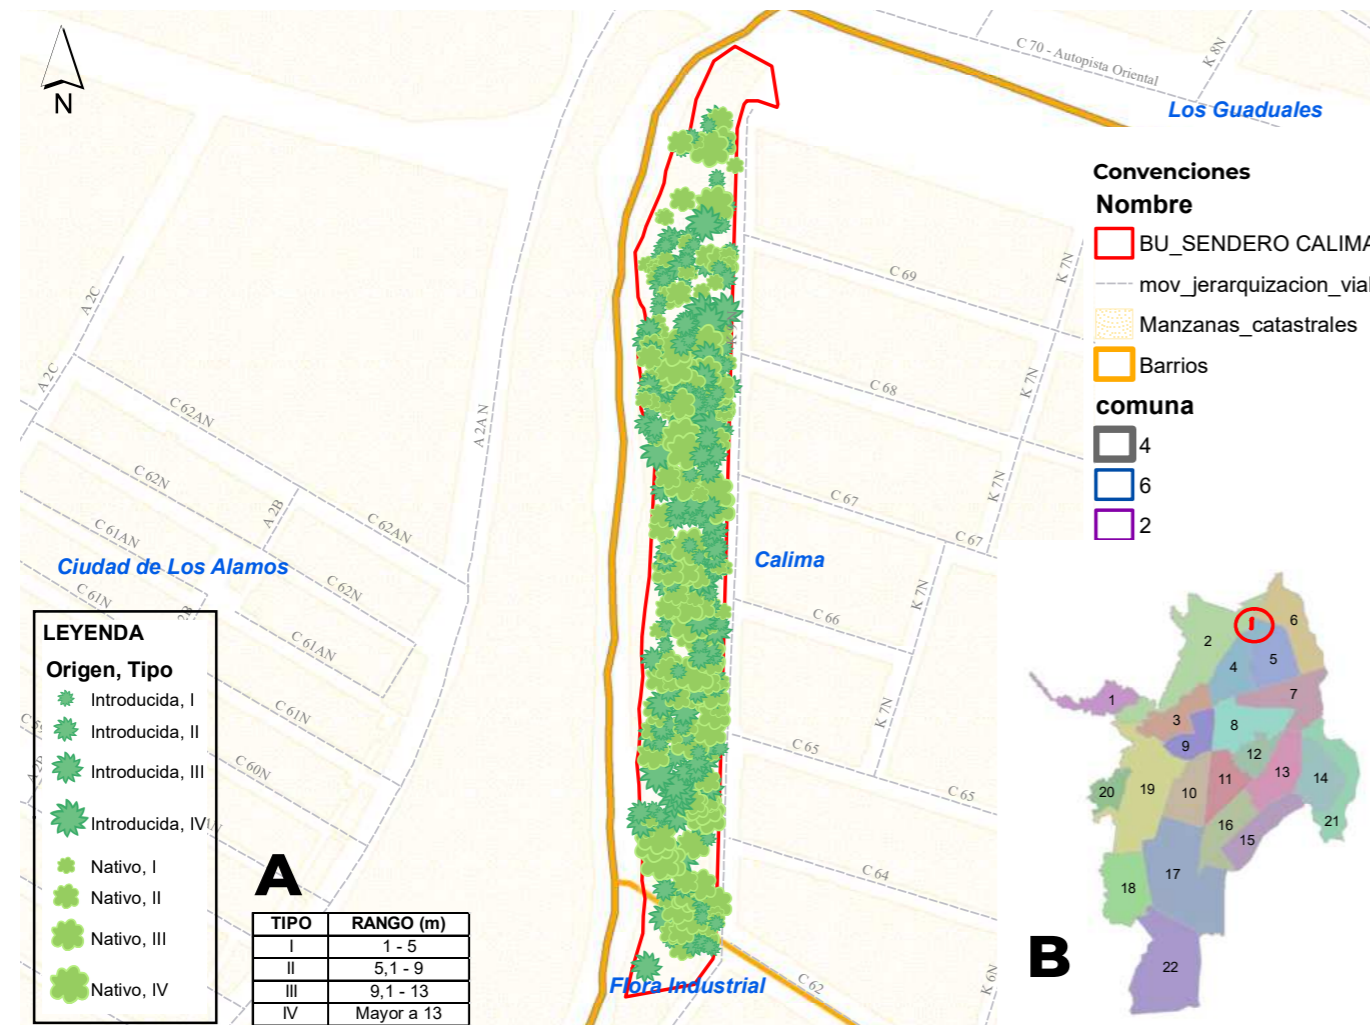 N
C 70 - Autopista Oriental
K 8N
Los Guaduales
Convenciones
Nombre
BU_SENDERO CALIMA
mov_jerarquizacion_vial
Manzanas_catastrales
Barrios
comuna
4
6
2
A 2C
A 2C
A 2A N
C 69
K 7N
C 68
K 7N
C 62AN
C 62N
A 2B
C 62AN
C 61AN
C 67
C 67
K 7N
Ciudad de Los Alamos
Calima
C 61N
C 62N
C 61AN
C 66
K 7N
C 61N
K 7N
C 60N
C 65
C 65
C 64
C 62
K 6N
Flora Industrial
LEYENDA
Origen, Tipo
Introducida, I
Introducida, II
Introducida, III
Introducida, IV
Nativo, I
Nativo, II
Nativo, III
Nativo, IV
A
TIPO RANGO (m)
I 1 - 5
II 5,1 - 9
III 9,1 - 13
IV Mayor a 13
B
1
2
3
4
5
6
7
8
9
10
11
12
13
14
15
16
17
18
19
20
21
22